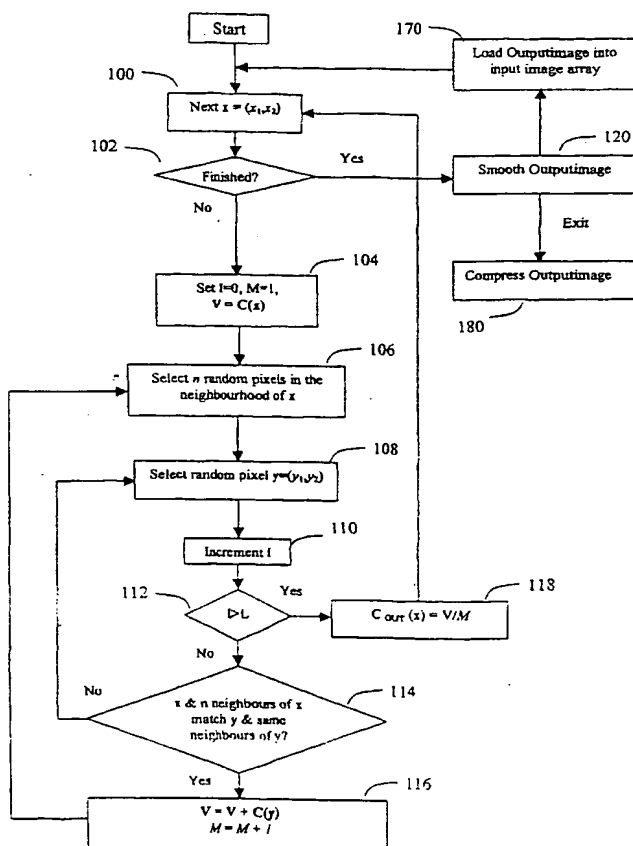 Start
170
Load Outputimage into
input image array
100
Next x = (x₁,x₂)
102
Finished?
Yes
120
Smooth Outputimage
No
Exit
104
Set I=0, M=1,
V = C(x)
Compress Outputimage
180
106
Select n random pixels in the
neighbourhood of x
108
Select random pixel y=(y₁,y₂)
110
Increment I
112
I>L
Yes
118
C OUT (x) = V/M
No
No
114
x & n neighbours of x
match y & same
neighbours of y?
Yes
116
V = V + C(y)
M = M + 1